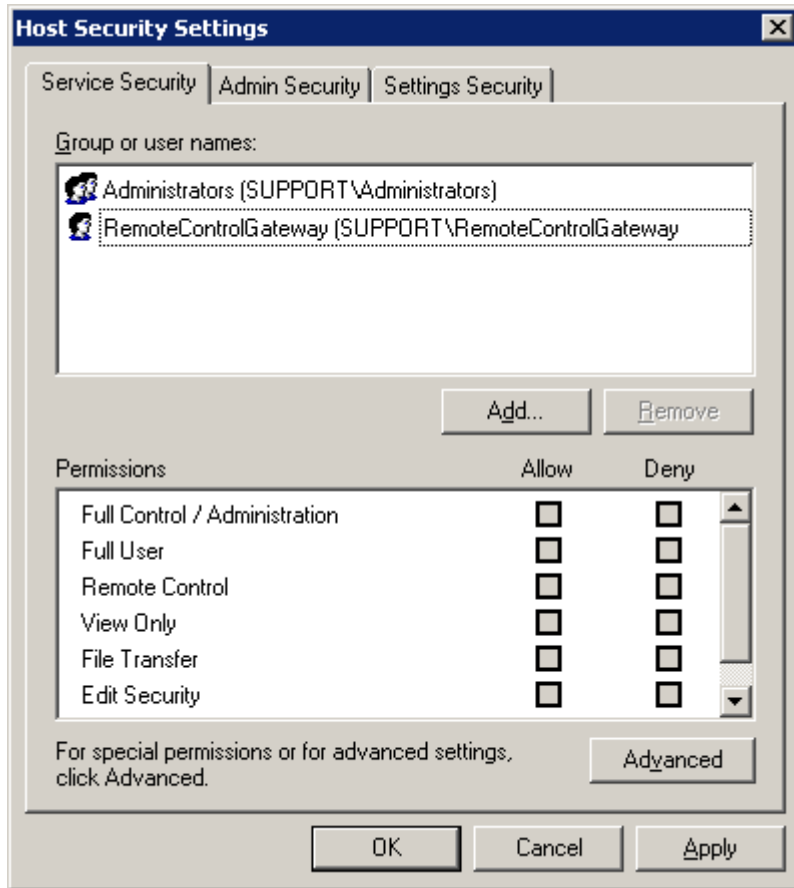 Host Security Settings
Service Security
Admin Security
Settings Security
Group or user names:
Administrators (SUPPORT\Administrators)
RemoteControlGateway (SUPPORT\RemoteControlGateway
Add...
Remove
Permissions Allow Deny
Full Control / Administration
Full User
Remote Control
View Only
File Transfer
Edit Security
For special permissions or for advanced settings,
click Advanced.
Advanced
OK
Cancel
Apply